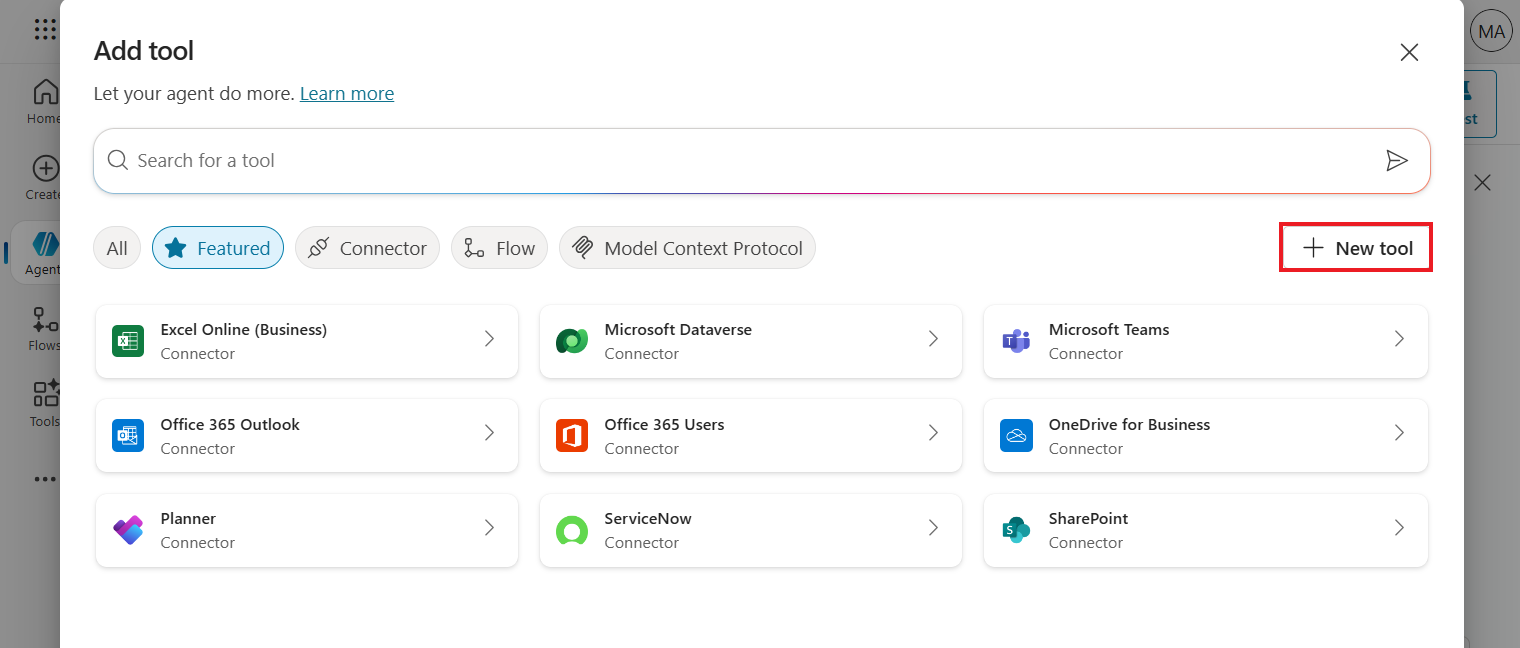 Add tool
MA
Let your agent do more. Learn more
Home
st
Search for a tool
Create
All
Featured
Connector
Flow
Model Context Protocol
New tool
Agent
Excel Online (Business)
Connector
Microsoft Dataverse
Connector
Microsoft Teams
Connector
Flows
Office 365 Outlook
Connector
Office 365 Users
Connector
OneDrive for Business
Connector
Tools
Planner
Connector
ServiceNow
Connector
SharePoint
Connector